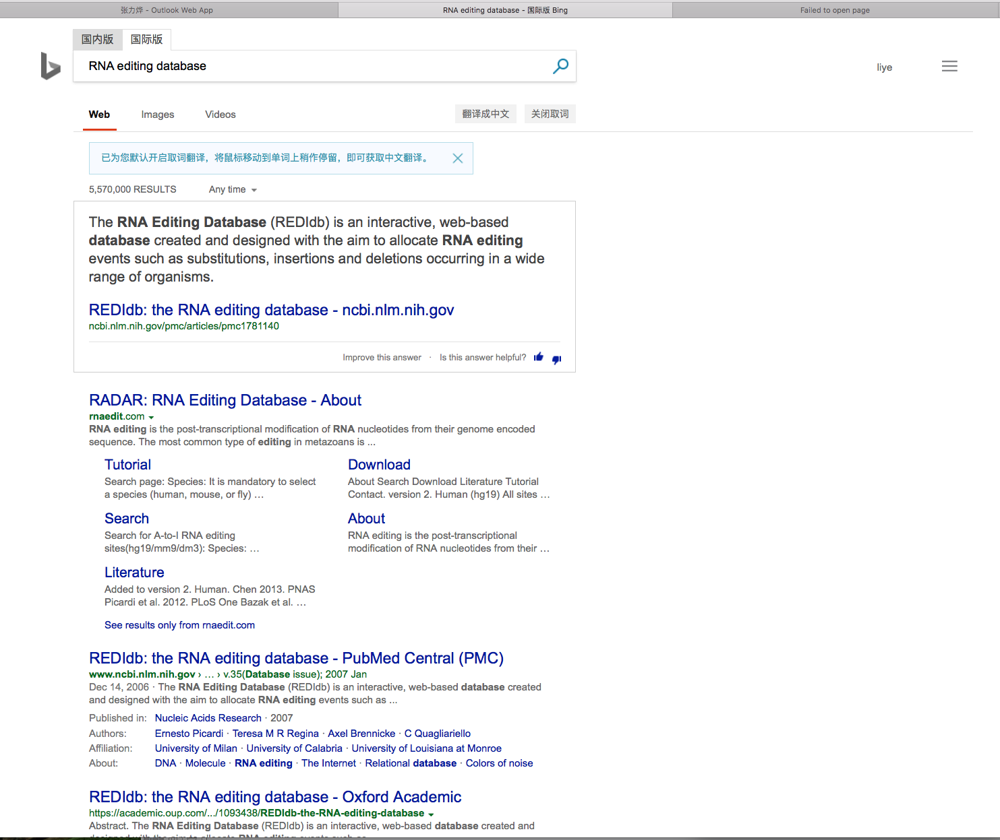 张力烨 - Outlook Web App
RNA editing database - 国际版 Bing
Failed to open page
国内版
国际版
RNA editing database
liye
Web
Images
Videos
翻译成中文
关闭取词
已为您默认开启取词翻译，将鼠标移动到单词上稍作停留，即可获取中文翻译。
5,570,000 RESULTS
Any time
The RNA Editing Database (REDIdb) is an interactive, web-based
database created and designed with the aim to allocate RNA editing
events such as substitutions, insertions and deletions occurring in a wide
range of organisms.
REDIdb: the RNA editing database - ncbi.nlm.nih.gov
ncbi.nlm.nih.gov/pmc/articles/pmc1781140
Improve this answer · Is this answer helpful?
RADAR: RNA Editing Database - About
rnaedit.com
RNA editing is the post-transcriptional modification of RNA nucleotides from their genome encoded
sequence. The most common type of editing in metazoans is ...
Tutorial
Search page: Species: It is mandatory to select
a species (human, mouse, or fly) …
Download
About Search Download Literature Tutorial
Contact. version 2. Human (hg19) All sites …
Search
Search for A-to-I RNA editing
sites(hg19/mm9/dm3): Species: …
About
RNA editing is the post-transcriptional
modification of RNA nucleotides from their …
Literature
Added to version 2. Human. Chen 2013. PNAS
Picardi et al. 2012. PLoS One Bazak et al. …
See results only from rnaedit.com
REDIdb: the RNA editing database - PubMed Central (PMC)
www.ncbi.nlm.nih.gov › … › v.35(Database issue); 2007 Jan
Dec 14, 2006 · The RNA Editing Database (REDIdb) is an interactive, web-based database created
and designed with the aim to allocate RNA editing events such as ...
Published in: Nucleic Acids Research · 2007
Authors: Ernesto Picardi · Teresa M R Regina · Axel Brennicke · C Quagliariello
Affiliation: University of Milan · University of Calabria · University of Louisiana at Monroe
About: DNA · Molecule · RNA editing · The Internet · Relational database · Colors of noise
REDIdb: the RNA editing database - Oxford Academic
https://academic.oup.com/.../1093438/REDIdb-the-RNA-editing-database
Abstract. The RNA Editing Database (REDIdb) is an interactive, web-based database created and
designed with the aim to allocate RNA editing events such as